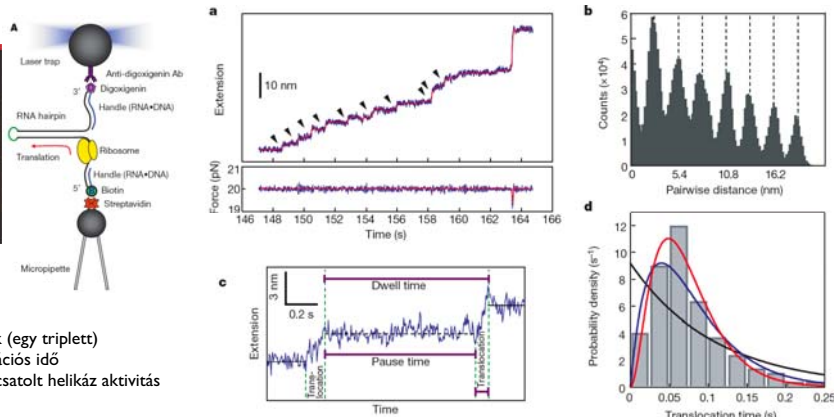 A
Laser trap
Anti-digoxigenin Ab
Digoxigenin
3'
Handle (RNA•DNA)
RNA hairpin
Translation
Ribosome
Handle (RNA•DNA)
5'
Biotin
Streptavidin
Micropipette
k (egy triplett)
ációs idő
csatolt helikáz aktivitás
a
Extension
10 nm
Force (pN)
21
20
19
146 148 150 152 154 156 158 160 162 164 166
Time (s)
b
Counts (×10⁴)
6
5
4
3
2
1
0
0 5.4 10.8 16.2
Pairwise distance (nm)
c
3 nm
0.2 s
Dwell time
Extension
Pause time
Trans-
location
Translocation
Time
d
Probability density (s⁻¹)
12
10
8
6
4
2
0
0 0.05 0.1 0.15 0.2 0.25
Translocation time (s)